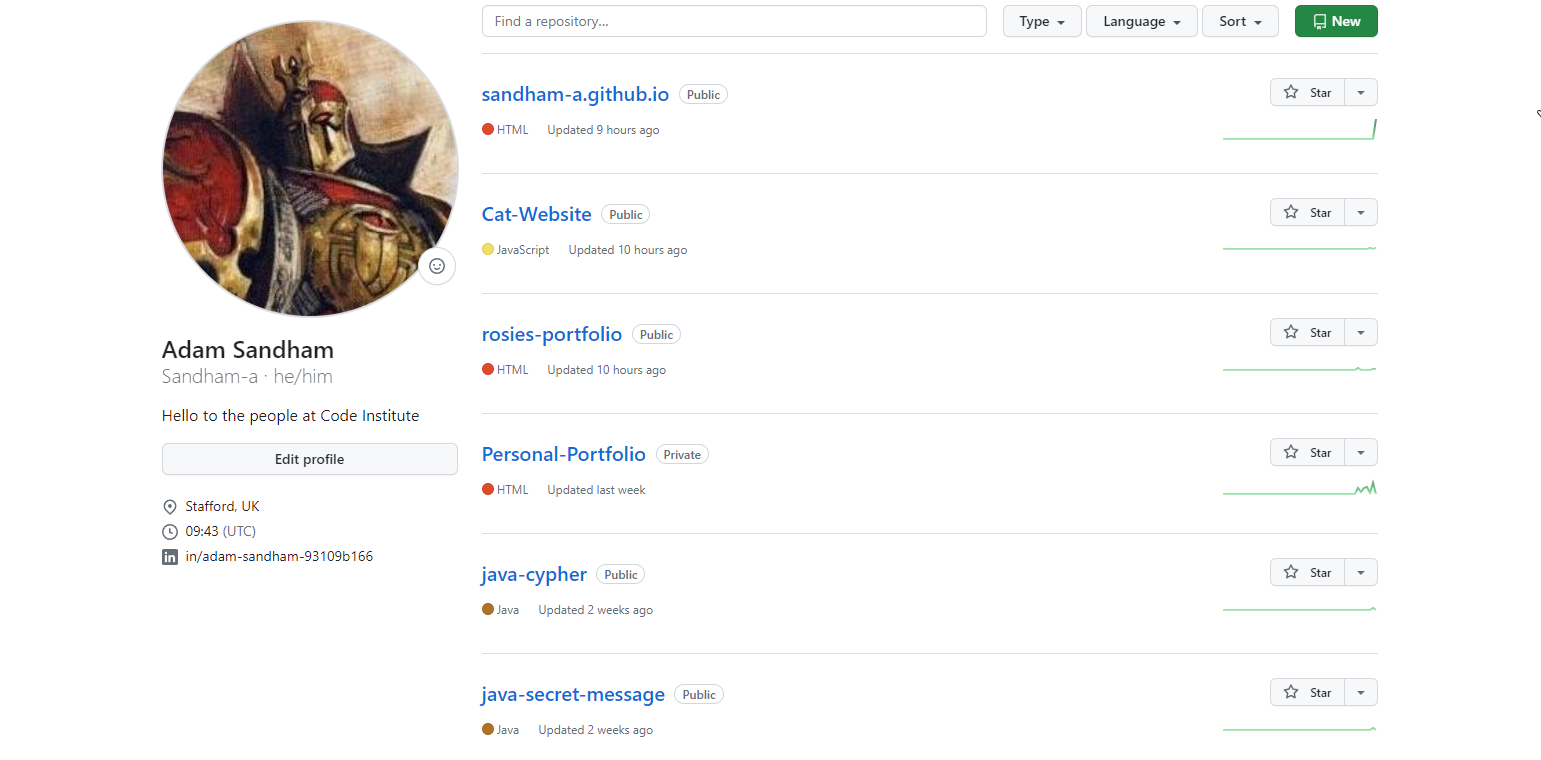 Find a repository...
Type
Language
Sort
New
sandham-a.github.io Public
Star
HTML Updated 9 hours ago
Cat-Website Public
Star
JavaScript Updated 10 hours ago
rosies-portfolio Public
Star
HTML Updated 10 hours ago
Adam Sandham
Sandham-a · he/him
Hello to the people at Code Institute
Edit profile
Stafford, UK
09:43 (UTC)
in/adam-sandham-93109b166
Personal-Portfolio Private
Star
HTML Updated last week
java-cypher Public
Star
Java Updated 2 weeks ago
java-secret-message Public
Star
Java Updated 2 weeks ago